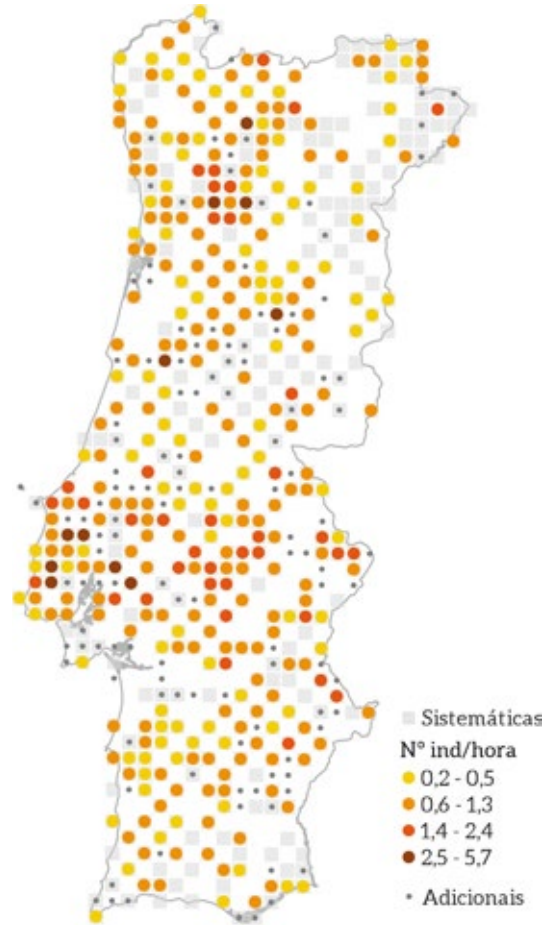 Sistemáticas
Nº ind/hora
0,2 - 0,5
0,6 - 1,3
1,4 - 2,4
2,5 - 5,7
Adicionais